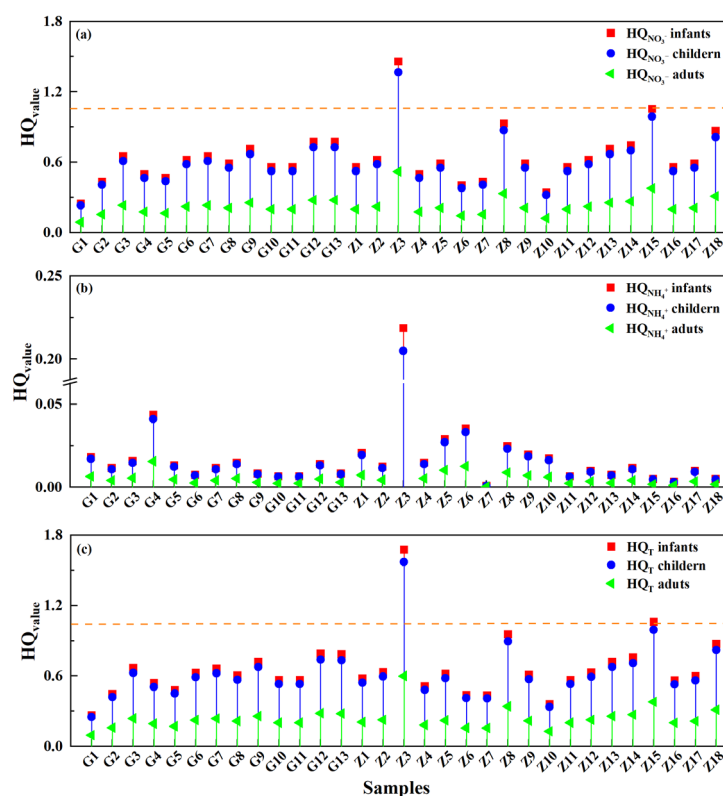 (a)
HQNO₃⁻ infants
HQNO₃⁻ childern
HQNO₃⁻ aduts
HQvalue
1.8
1.2
0.6
0.0
G1 G2 G3 G4 G5 G6 G7 G8 G9 G10 G11 G12 G13 Z1 Z2 Z3 Z4 Z5 Z6 Z7 Z8 Z9 Z10 Z11 Z12 Z13 Z14 Z15 Z16 Z17 Z18
(b)
HQNH₄⁺ infants
HQNH₄⁺ childern
HQNH₄⁺ aduts
HQvalue
0.25
0.20
0.05
0.00
G1 G2 G3 G4 G5 G6 G7 G8 G9 G10 G11 G12 G13 Z1 Z2 Z3 Z4 Z5 Z6 Z7 Z8 Z9 Z10 Z11 Z12 Z13 Z14 Z15 Z16 Z17 Z18
(c)
HQT infants
HQT childern
HQT aduts
HQvalue
1.8
1.2
0.6
0.0
G1 G2 G3 G4 G5 G6 G7 G8 G9 G10 G11 G12 G13 Z1 Z2 Z3 Z4 Z5 Z6 Z7 Z8 Z9 Z10 Z11 Z12 Z13 Z14 Z15 Z16 Z17 Z18
Samples